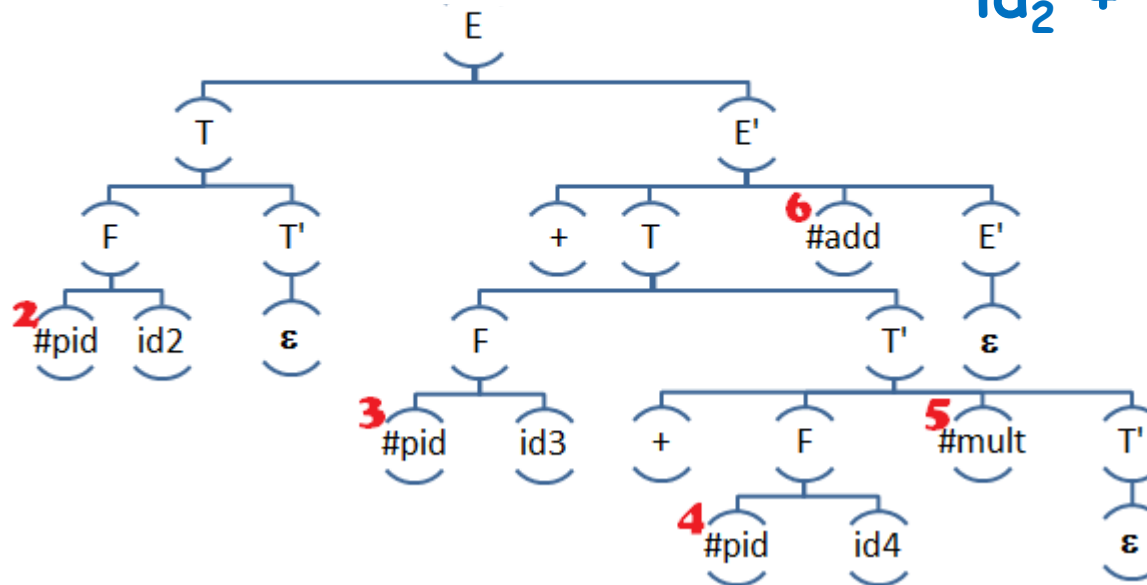 id₂ +
E
T E'
F T' + T 6 #add E'
2 #pid id2 ε F T' ε
3 #pid id3 + F 5 #mult T'
4 #pid id4 ε